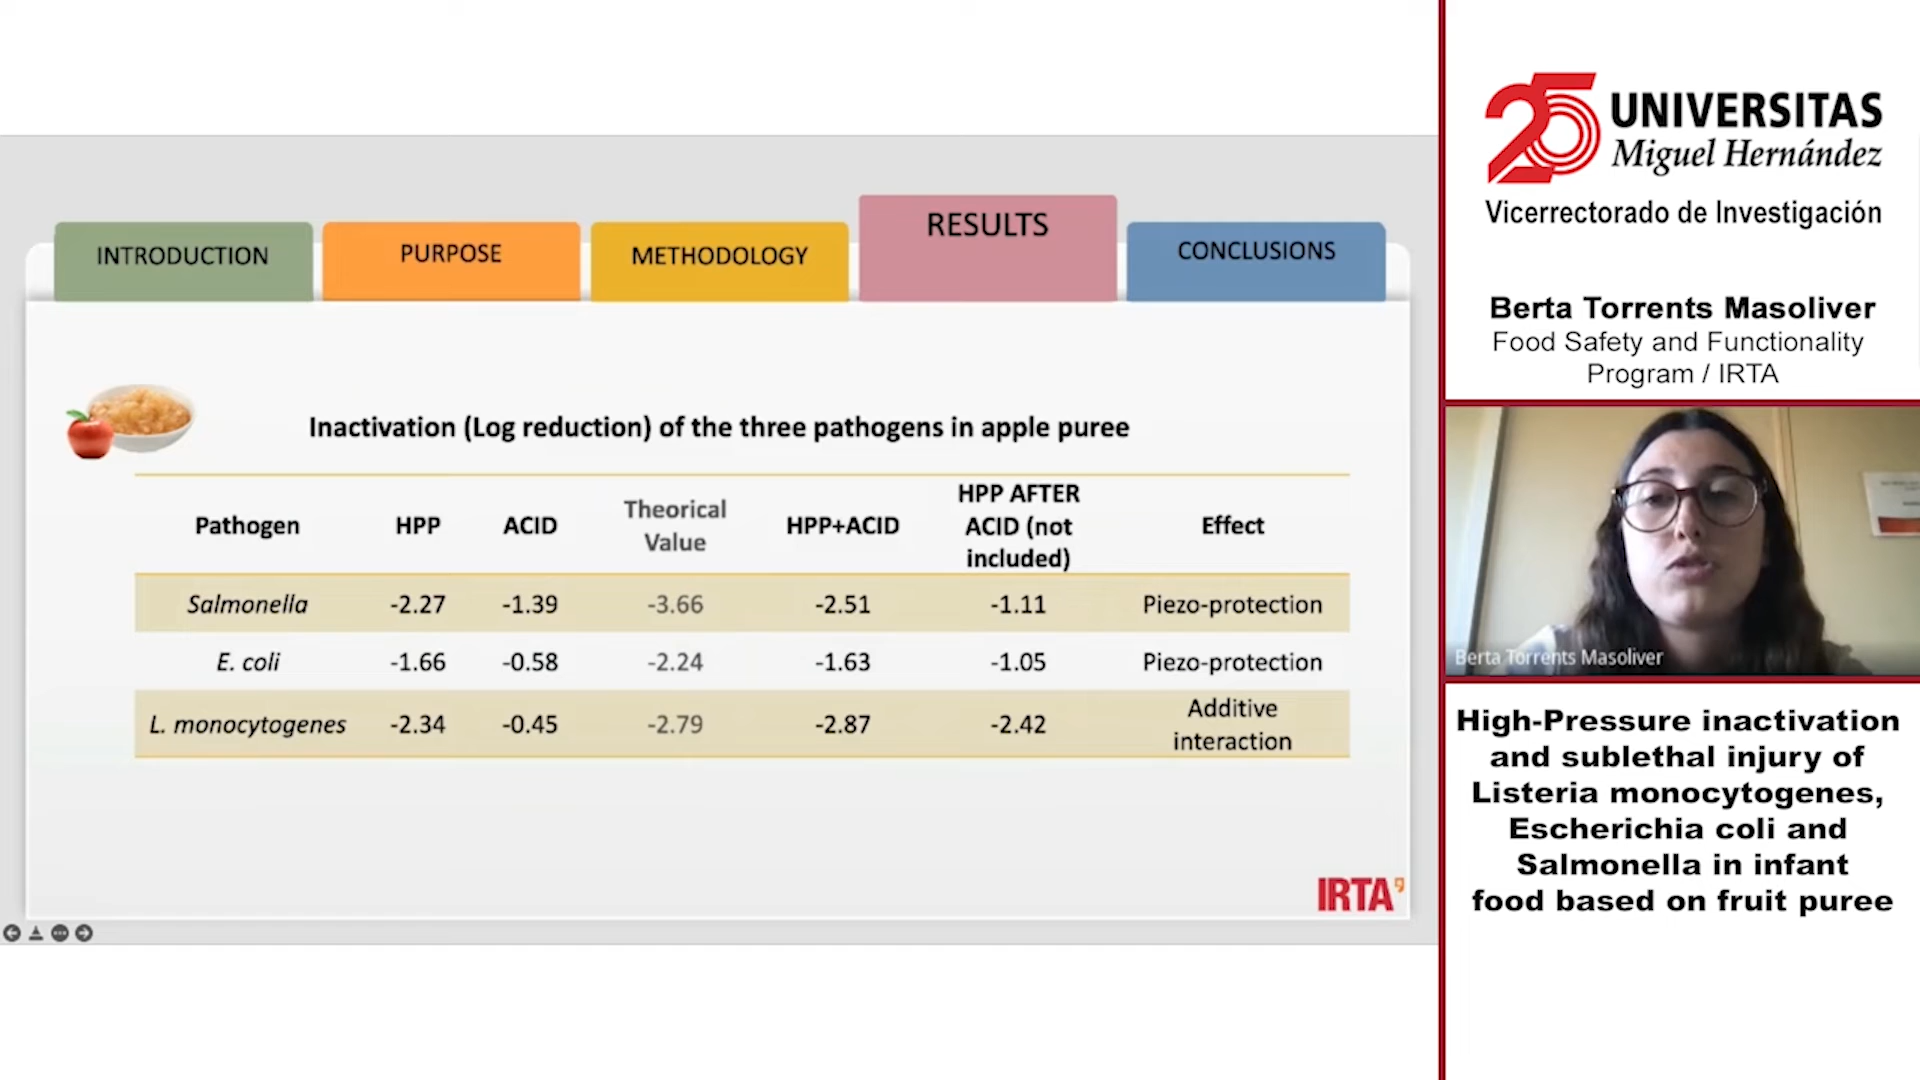 INTRODUCTION
PURPOSE
METHODOLOGY
RESULTS
CONCLUSIONS
Inactivation (Log reduction) of the three pathogens in apple puree
Pathogen HPP ACID Theorical Value HPP+ACID HPP AFTER ACID (not included) Effect
Salmonella -2.27 -1.39 -3.66 -2.51 -1.11 Piezo-protection
E. coli -1.66 -0.58 -2.24 -1.63 -1.05 Piezo-protection
L. monocytogenes -2.34 -0.45 -2.79 -2.87 -2.42 Additive interaction
IRTA
25 UNIVERSITAS
Miguel Hernández
Vicerrectorado de Investigación
Berta Torrents Masoliver
Food Safety and Functionality
Program / IRTA
Berta Torrents Masoliver
High-Pressure inactivation
and sublethal injury of
Listeria monocytogenes,
Escherichia coli and
Salmonella in infant
food based on fruit puree